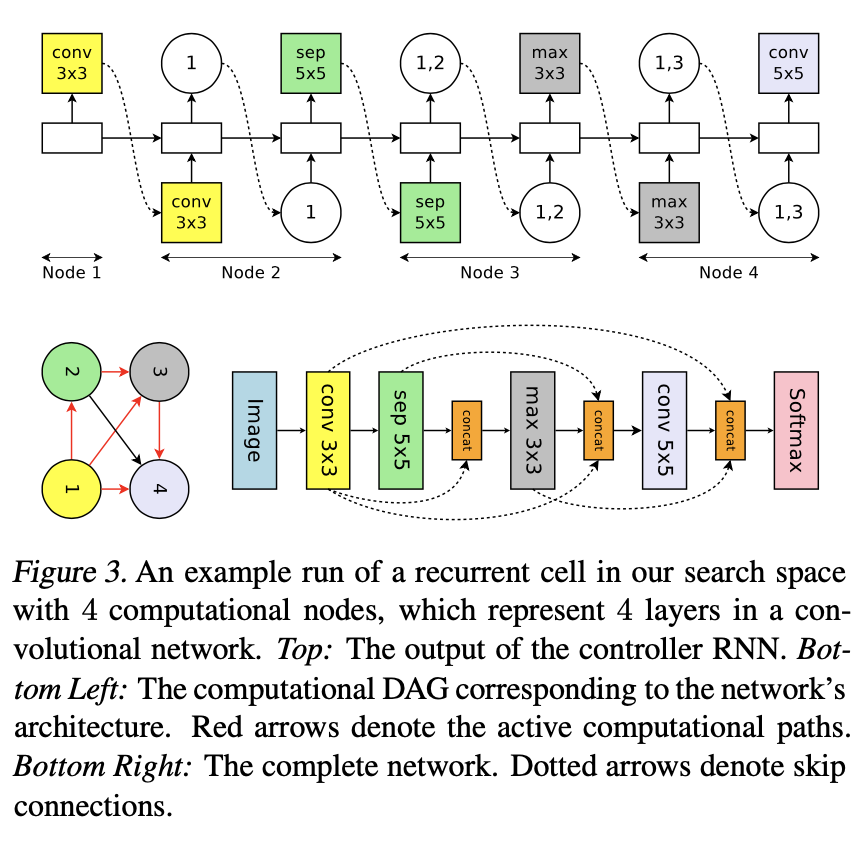 conv
3x3
1
sep
5x5
1,2
max
3x3
1,3
conv
5x5
conv
3x3
1
sep
5x5
1,2
max
3x3
1,3
Node 1
Node 2
Node 3
Node 4
2
3
1
4
Image
conv 3x3
sep 5x5
concat
max 3x3
concat
conv 5x5
concat
Softmax
Figure 3. An example run of a recurrent cell in our search space
with 4 computational nodes, which represent 4 layers in a con-
volutional network. Top: The output of the controller RNN. Bot-
tom Left: The computational DAG corresponding to the network's
architecture. Red arrows denote the active computational paths.
Bottom Right: The complete network. Dotted arrows denote skip
connections.